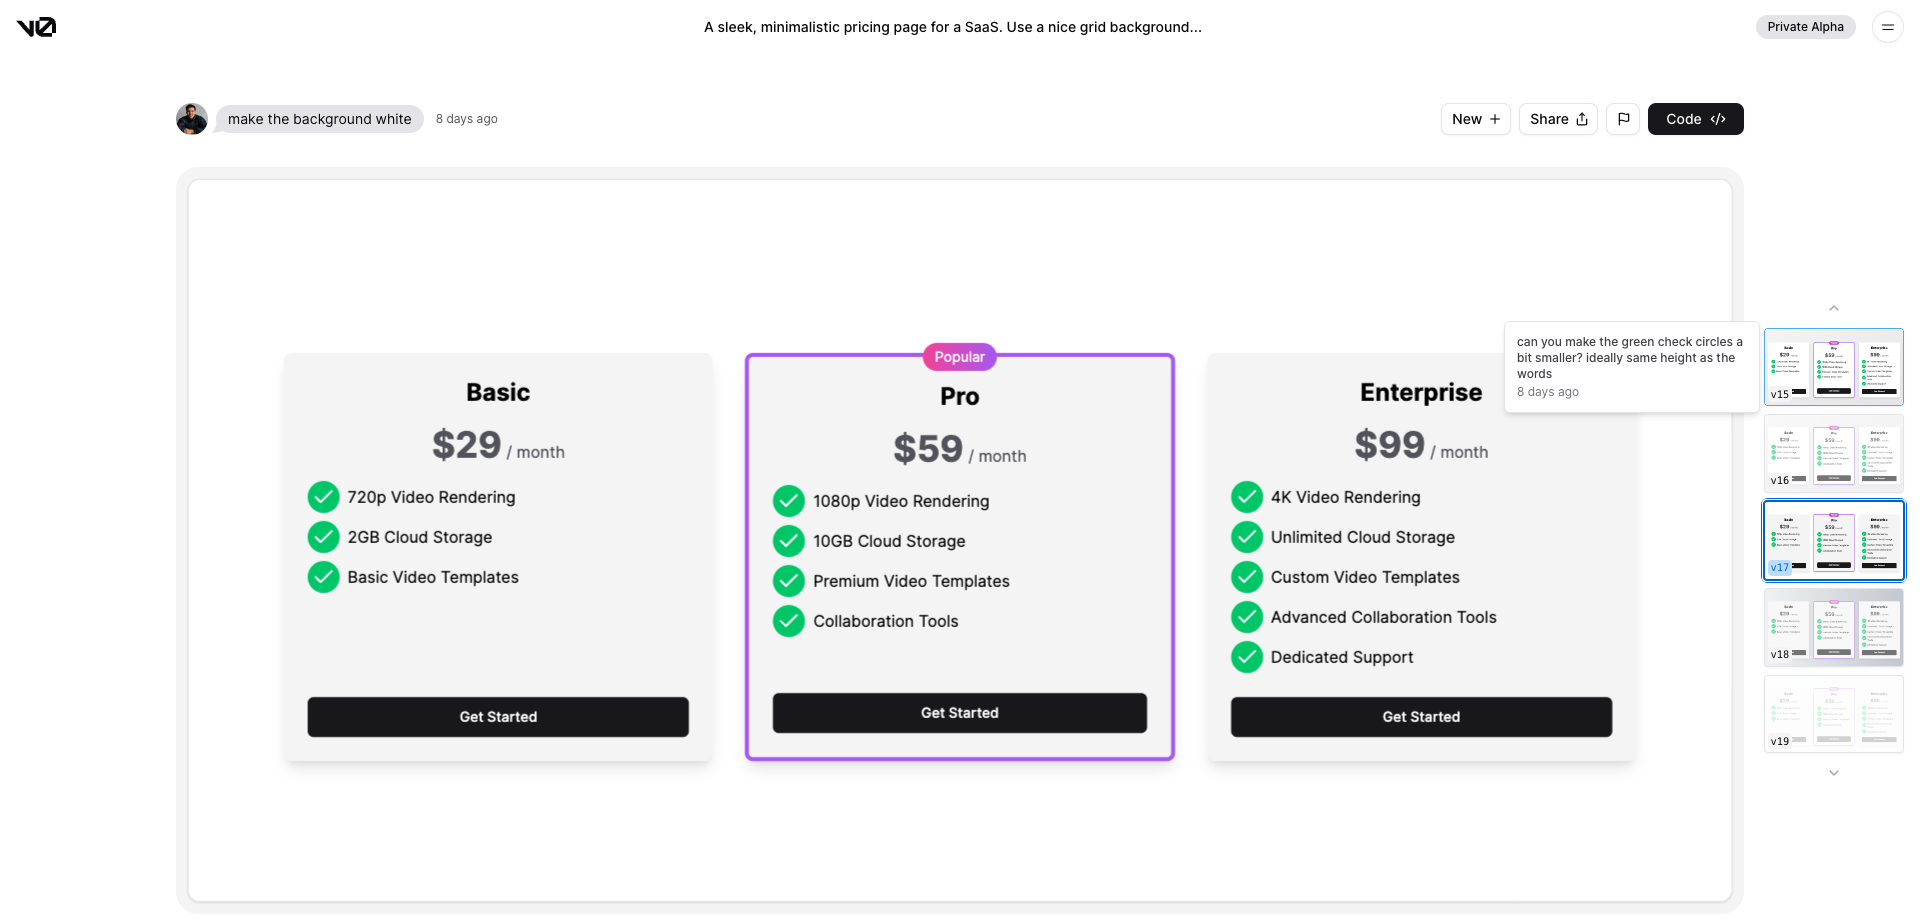 v0
A sleek, minimalistic pricing page for a SaaS. Use a nice grid background...
Private Alpha
make the background white
8 days ago
New
Share
Code
Basic
$29 / month
720p Video Rendering
2GB Cloud Storage
Basic Video Templates
Get Started
Popular
Pro
$59 / month
1080p Video Rendering
10GB Cloud Storage
Premium Video Templates
Collaboration Tools
Get Started
Enterprise
$99 / month
4K Video Rendering
Unlimited Cloud Storage
Custom Video Templates
Advanced Collaboration Tools
Dedicated Support
Get Started
can you make the green check circles a
bit smaller? ideally same height as the
words
8 days ago
v15
v16
v17
v18
v19